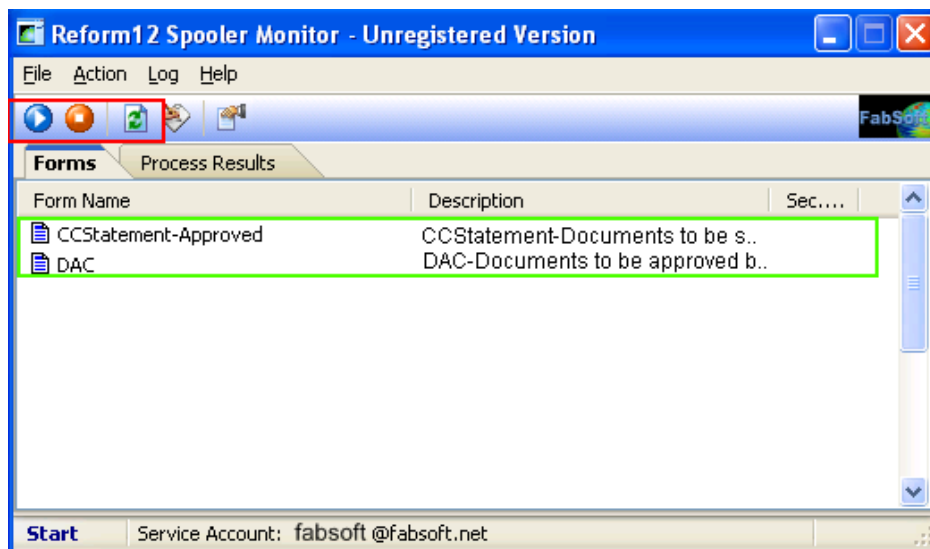 Reform12 Spooler Monitor - Unregistered Version
File Action Log Help
FabSoft
Forms Process Results
Form Name Description Sec....
CCStatement-Approved CCStatement-Documents to be s..
DAC DAC-Documents to be approved b..
Start Service Account: fabsoft @fabsoft.net